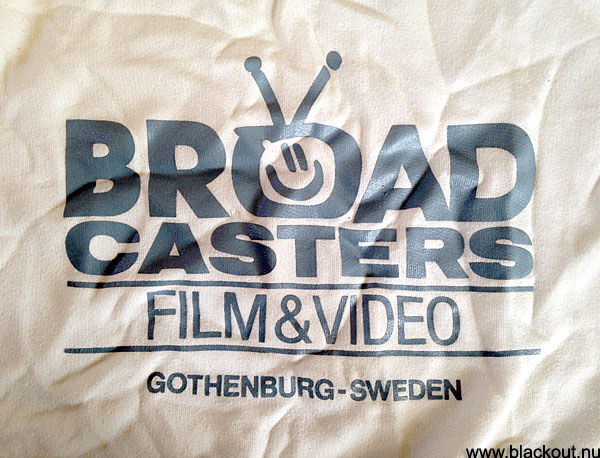 BROAD
CASTERS
FILM&VIDEO
GOTHENBURG-SWEDEN
www.blackout.nu